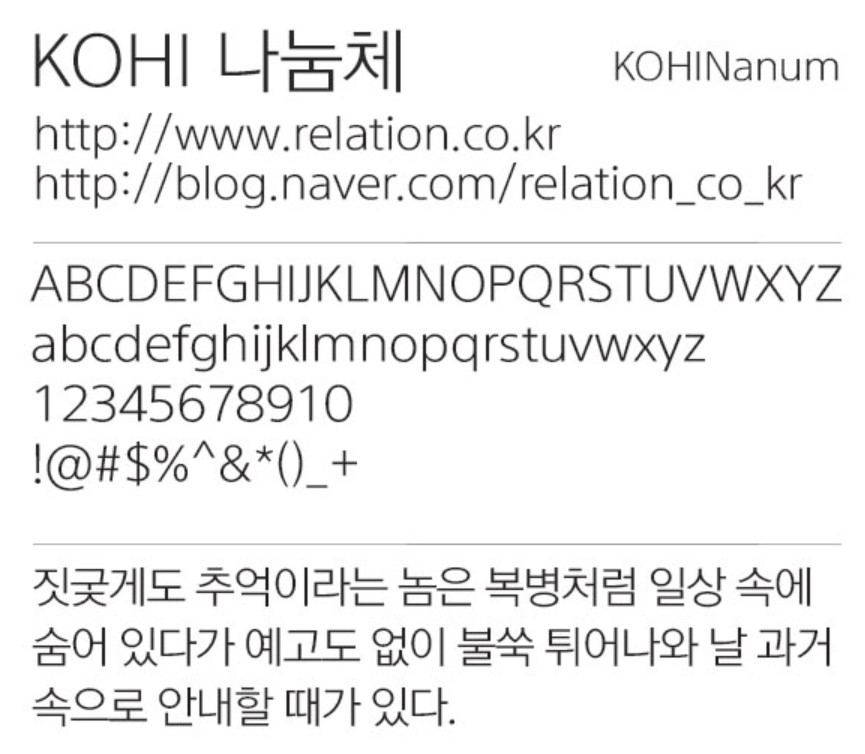 KOHI 나눔체
KOHINanum
http://www.relation.co.kr
http://blog.naver.com/relation_co_kr
ABCDEFGHIJKLMNOPQRSTUVWXYZ
abcdefghijklmnopqrstuvwxyz
12345678910
!@#$%^&*()_+
짓궂게도 추억이라는 놈은 복병처럼 일상 속에
숨어 있다가 예고도 없이 불쑥 튀어나와 날 과거
속으로 안내할 때가 있다.